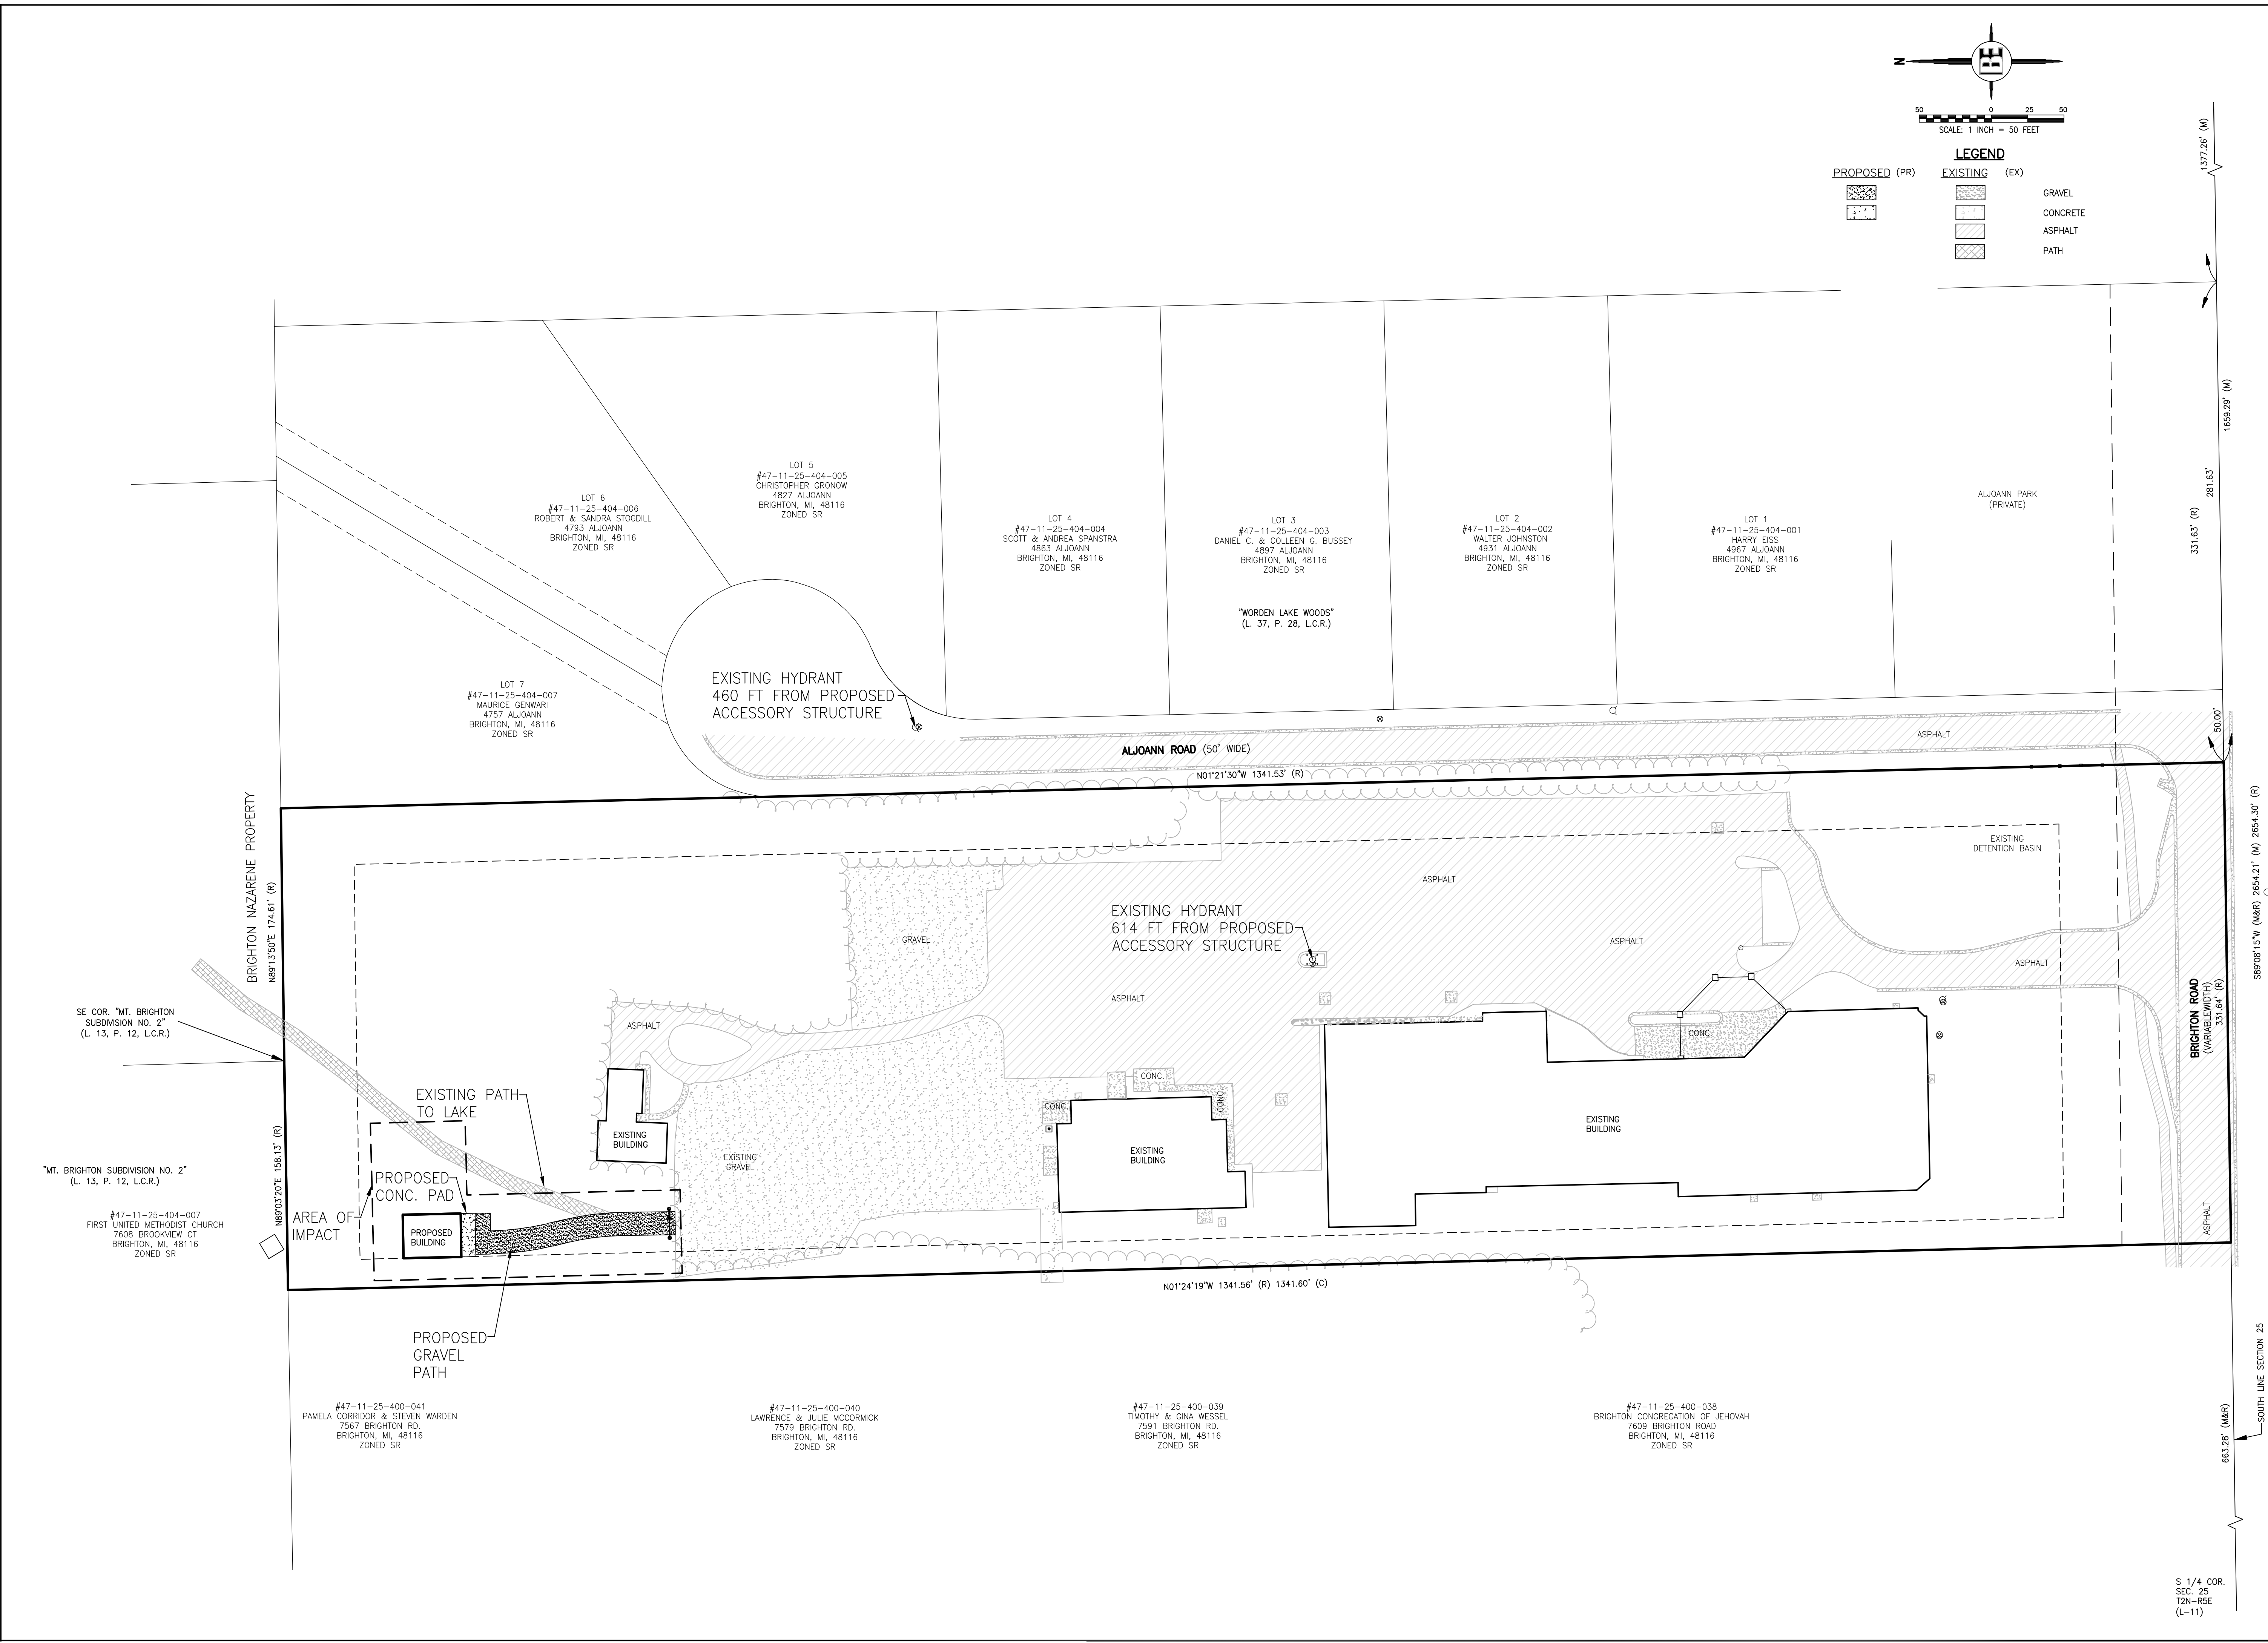 N
BE
50 0 25 50
SCALE: 1 INCH = 50 FEET
LEGEND
PROPOSED (PR) EXISTING (EX)
GRAVEL
CONCRETE
ASPHALT
PATH
1377.26' (M)
1659.29' (M)
281.63'
331.63' (R)
50.00'
LOT 6
#47-11-25-404-006
ROBERT & SANDRA STOGDILL
4793 ALJOANN
BRIGHTON, MI, 48116
ZONED SR
LOT 5
#47-11-25-404-005
CHRISTOPHER GRONOW
4827 ALJOANN
BRIGHTON, MI, 48116
ZONED SR
LOT 4
#47-11-25-404-004
SCOTT & ANDREA SPANSTRA
4863 ALJOANN
BRIGHTON, MI, 48116
ZONED SR
LOT 3
#47-11-25-404-003
DANIEL C. & COLLEEN G. BUSSEY
4897 ALJOANN
BRIGHTON, MI, 48116
ZONED SR
LOT 2
#47-11-25-404-002
WALTER JOHNSTON
4931 ALJOANN
BRIGHTON, MI, 48116
ZONED SR
LOT 1
#47-11-25-404-001
HARRY EISS
4967 ALJOANN
BRIGHTON, MI, 48116
ZONED SR
ALJOANN PARK
(PRIVATE)
"WORDEN LAKE WOODS"
(L. 37, P. 28, L.C.R.)
LOT 7
#47-11-25-404-007
MAURICE GENWARI
4757 ALJOANN
BRIGHTON, MI, 48116
ZONED SR
EXISTING HYDRANT
460 FT FROM PROPOSED
ACCESSORY STRUCTURE
ALJOANN ROAD (50' WIDE)
ASPHALT
N01°21'30"W 1341.53' (R)
BRIGHTON NAZARENE PROPERTY
N89°13'50"E 174.61' (R)
EXISTING
DETENTION BASIN
ASPHALT
EXISTING HYDRANT
614 FT FROM PROPOSED
ACCESSORY STRUCTURE
GRAVEL
ASPHALT
ASPHALT
ASPHALT
ASPHALT
SE COR. "MT. BRIGHTON
SUBDIVISION NO. 2"
(L. 13, P. 12, L.C.R.)
CONC.
BRIGHTON ROAD
(VARIABLEWIDTH)
331.64' (R)
S89°08'15"W (M&R) 2654.21' (M) 2654.30' (R)
EXISTING PATH
TO LAKE
CONC.
CONC.
CONC.
EXISTING
BUILDING
EXISTING
GRAVEL
EXISTING
BUILDING
EXISTING
BUILDING
N89°03'20"E 158.13' (R)
"MT. BRIGHTON SUBDIVISION NO. 2"
(L. 13, P. 12, L.C.R.)
PROPOSED
CONC. PAD
AREA OF
IMPACT
PROPOSED
BUILDING
#47-11-25-404-007
FIRST UNITED METHODIST CHURCH
7608 BROOKVIEW CT
BRIGHTON, MI, 48116
ZONED SR
ASPHALT
N01°24'19"W 1341.56' (R) 1341.60' (C)
PROPOSED
GRAVEL
PATH
#47-11-25-400-041
PAMELA CORRIDOR & STEVEN WARDEN
7567 BRIGHTON RD.
BRIGHTON, MI, 48116
ZONED SR
#47-11-25-400-040
LAWRENCE & JULIE MCCORMICK
7579 BRIGHTON RD.
BRIGHTON, MI, 48116
ZONED SR
#47-11-25-400-039
TIMOTHY & GINA WESSEL
7591 BRIGHTON RD.
BRIGHTON, MI, 48116
ZONED SR
#47-11-25-400-038
BRIGHTON CONGREGATION OF JEHOVAH
7609 BRIGHTON ROAD
BRIGHTON, MI, 48116
ZONED SR
663.28' (M&R)
SOUTH LINE SECTION 25
S 1/4 COR.
SEC. 25
T2N-R5E
(L-11)